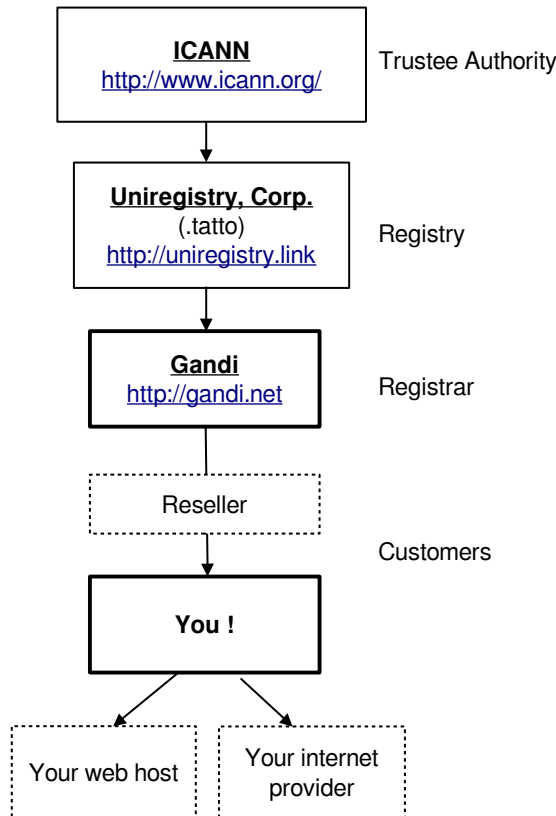 ICANN
http://www.icann.org/
Trustee Authority
Uniregistry, Corp.
(.tatto)
http://uniregistry.link
Registry
Gandi
http://gandi.net
Registrar
Reseller
Customers
You !
Your web host
Your internet
provider